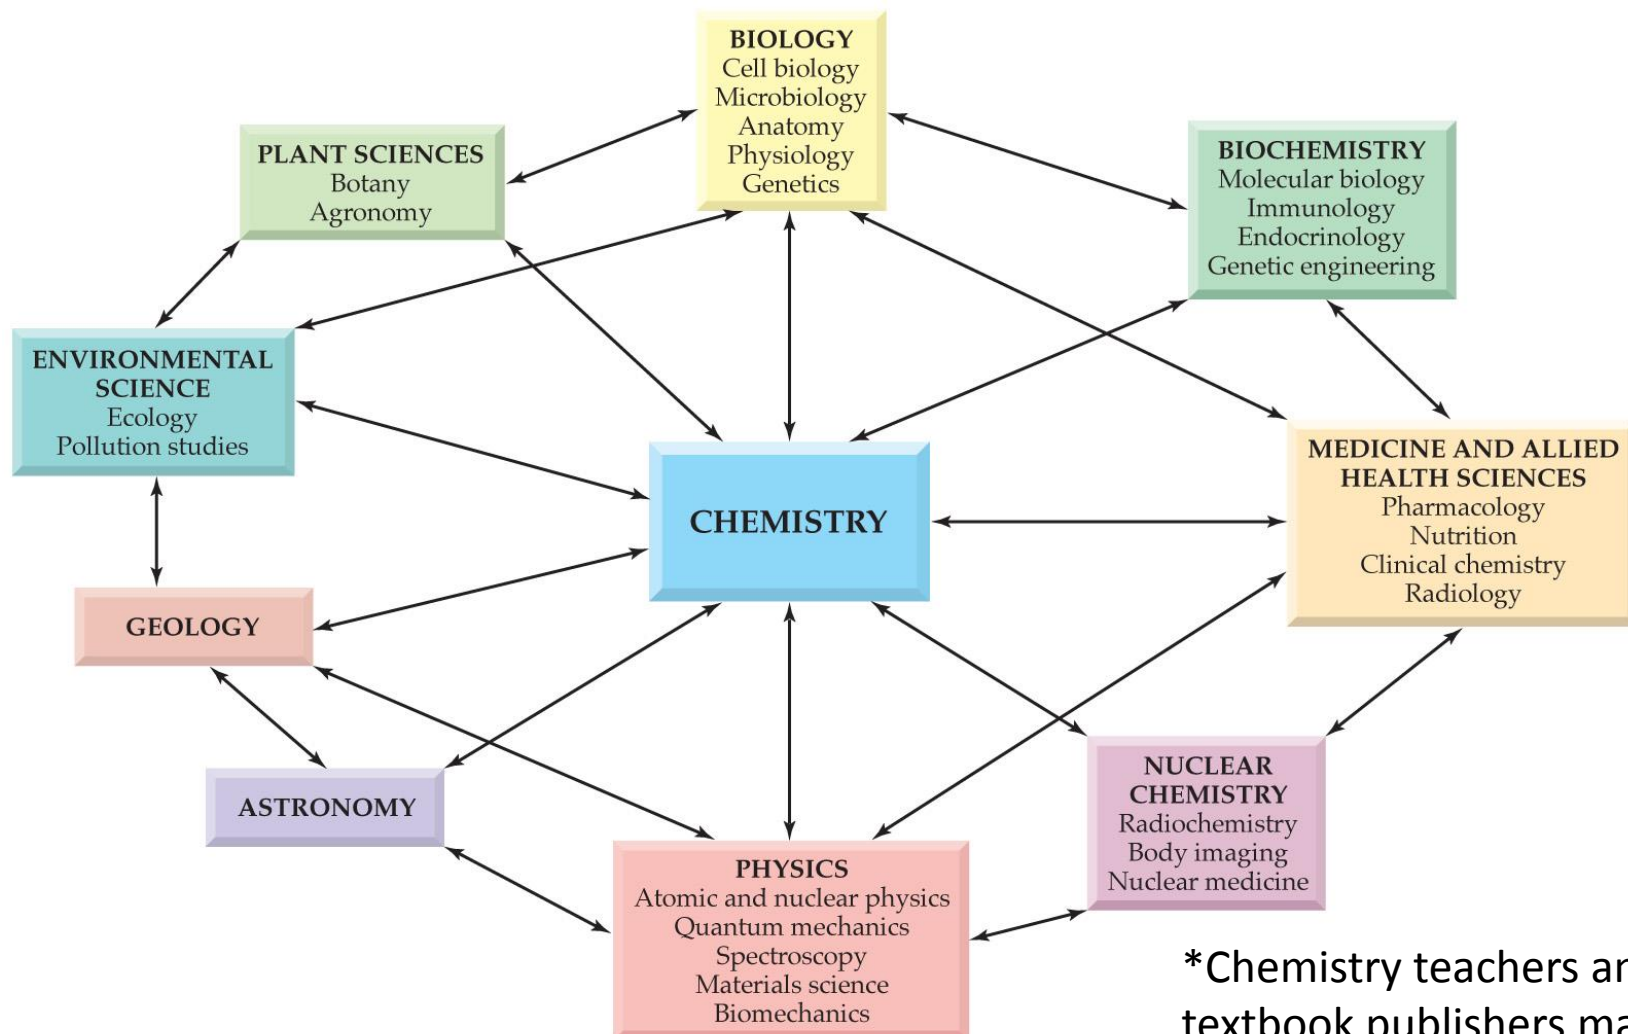 BIOLOGY
Cell biology
Microbiology
Anatomy
Physiology
Genetics
PLANT SCIENCES
Botany
Agronomy
BIOCHEMISTRY
Molecular biology
Immunology
Endocrinology
Genetic engineering
ENVIRONMENTAL
SCIENCE
Ecology
Pollution studies
CHEMISTRY
MEDICINE AND ALLIED
HEALTH SCIENCES
Pharmacology
Nutrition
Clinical chemistry
Radiology
GEOLOGY
ASTRONOMY
NUCLEAR
CHEMISTRY
Radiochemistry
Body imaging
Nuclear medicine
PHYSICS
Atomic and nuclear physics
Quantum mechanics
Spectroscopy
Materials science
Biomechanics
*Chemistry teachers
textbook publishers